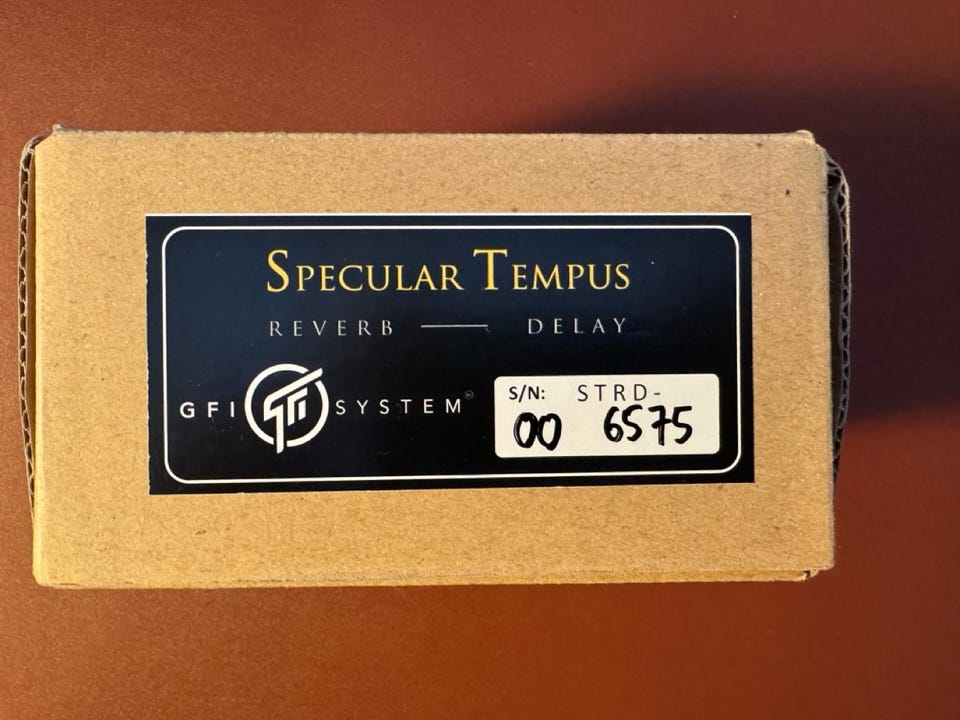 SPECULAR TEMPUS
REVERB — DELAY
GFI SYSTEM®
S/N: STRD-
00 6575